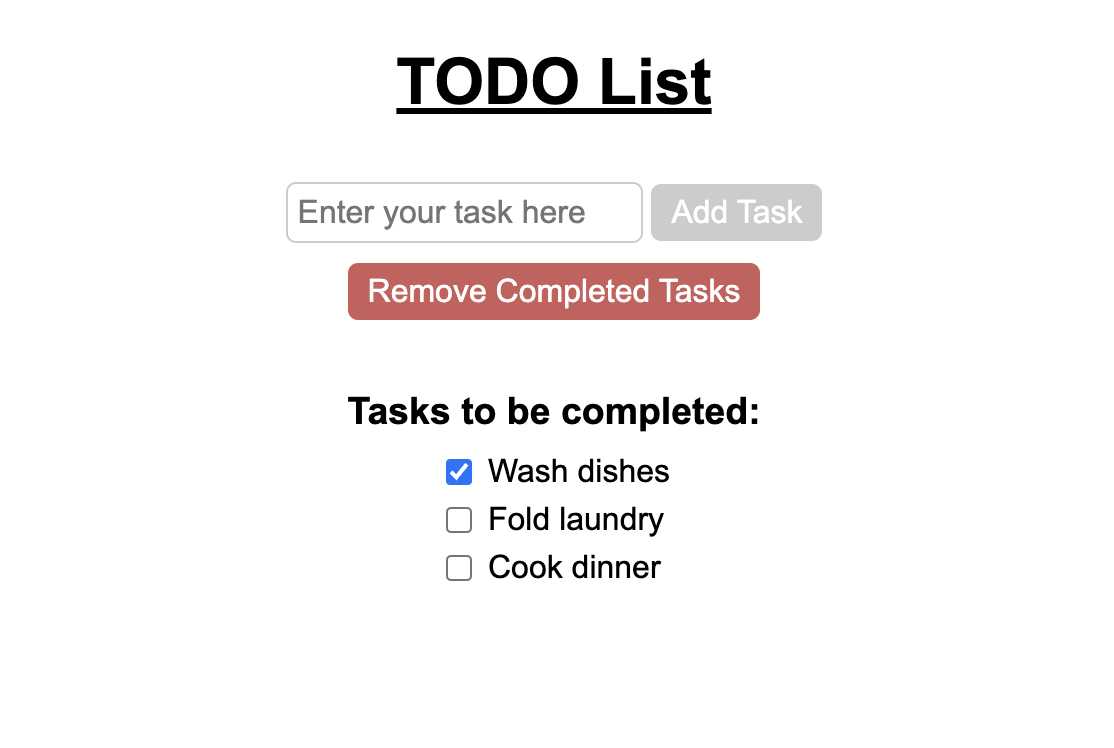 TODO List
Enter your task here Add Task
Remove Completed Tasks
Tasks to be completed:
Wash dishes
Fold laundry
Cook dinner